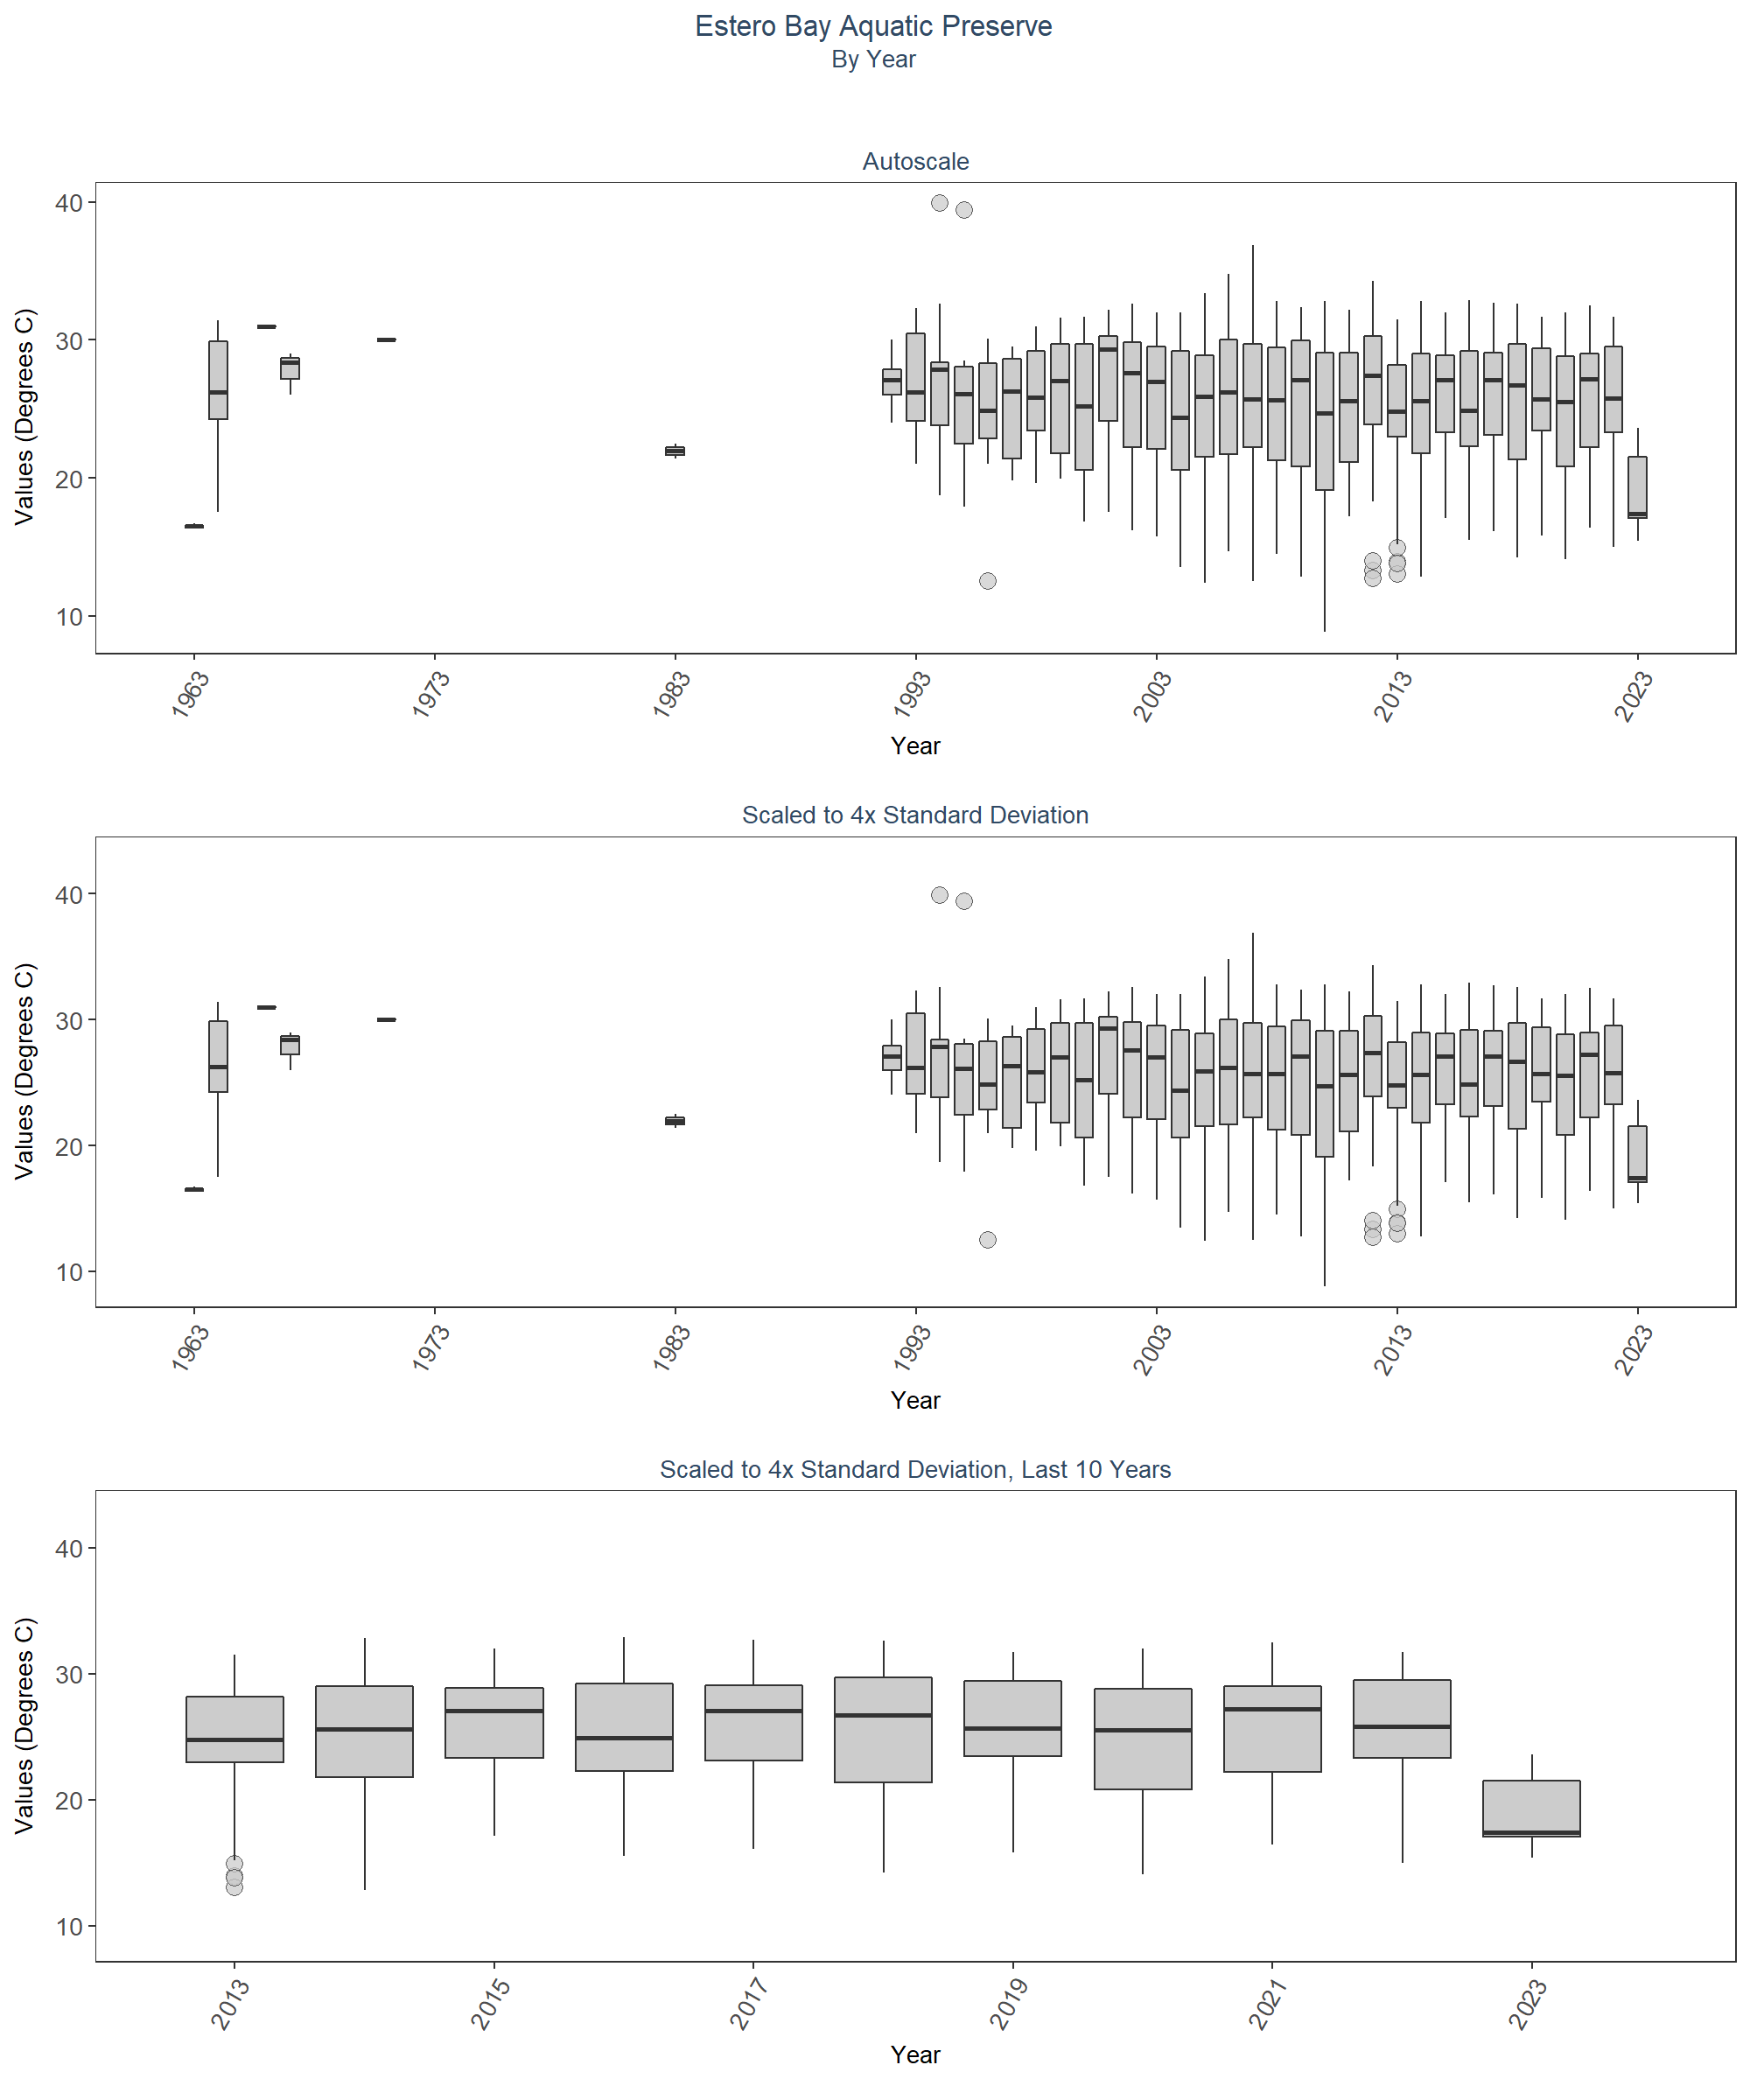 Estero Bay Aquatic Preserve
By Year
Autoscale
Values (Degrees C)
40
30
20
10
1963
1973
1983
1993
2003
2013
2023
Year
Scaled to 4x Standard Deviation
Values (Degrees C)
40
30
20
10
1963
1973
1983
1993
2003
2013
2023
Year
Scaled to 4x Standard Deviation, Last 10 Years
Values (Degrees C)
40
30
20
10
2013
2015
2017
2019
2021
2023
Year